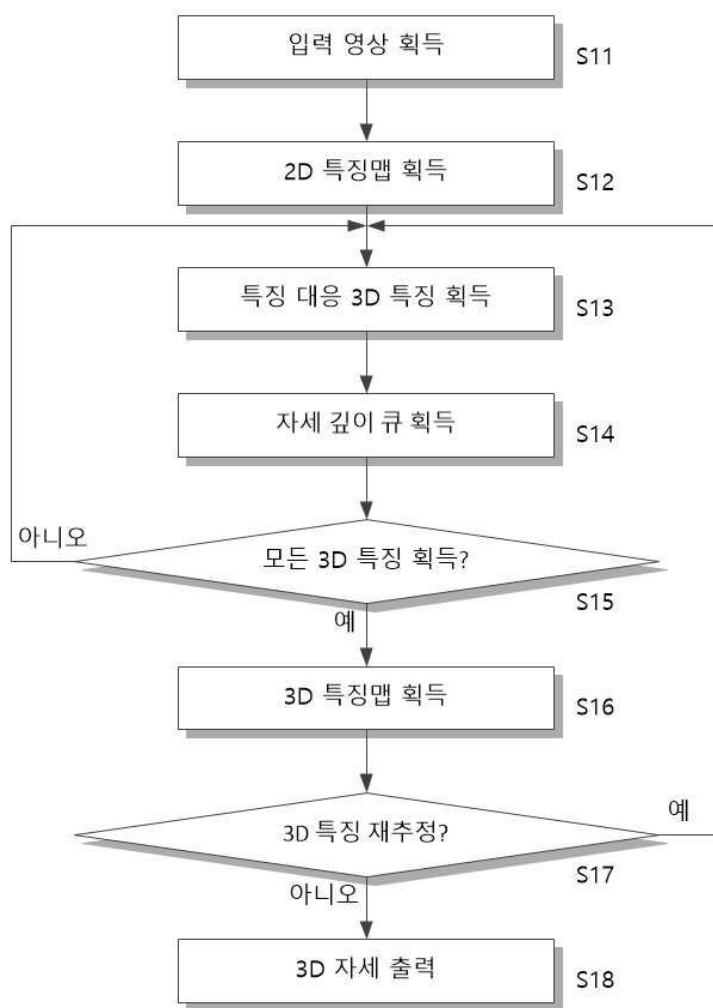 입력 영상 획득
S11
2D 특징맵 획득
S12
특징 대응 3D 특징 획득
S13
자세 깊이 큐 획득
S14
아니오
모든 3D 특징 획득?
S15
예
3D 특징맵 획득
S16
예
3D 특징 재추정?
S17
아니오
3D 자세 출력
S18